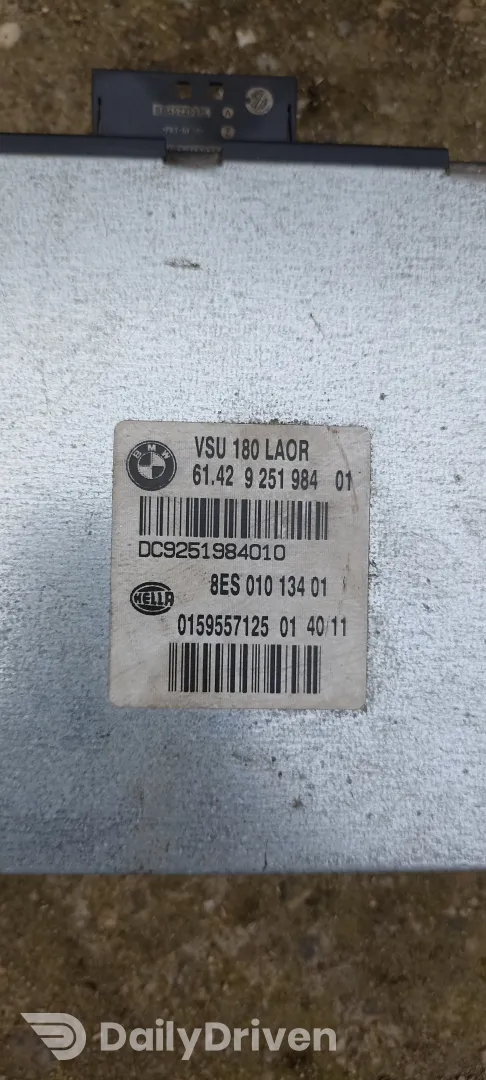 A
Z
VSU 180 LAOR
BMW
61.42 9 251 984 01
DC9251984010
8ES 010 134 01
HELLA
0159557125 01 40/11
DailyDriven